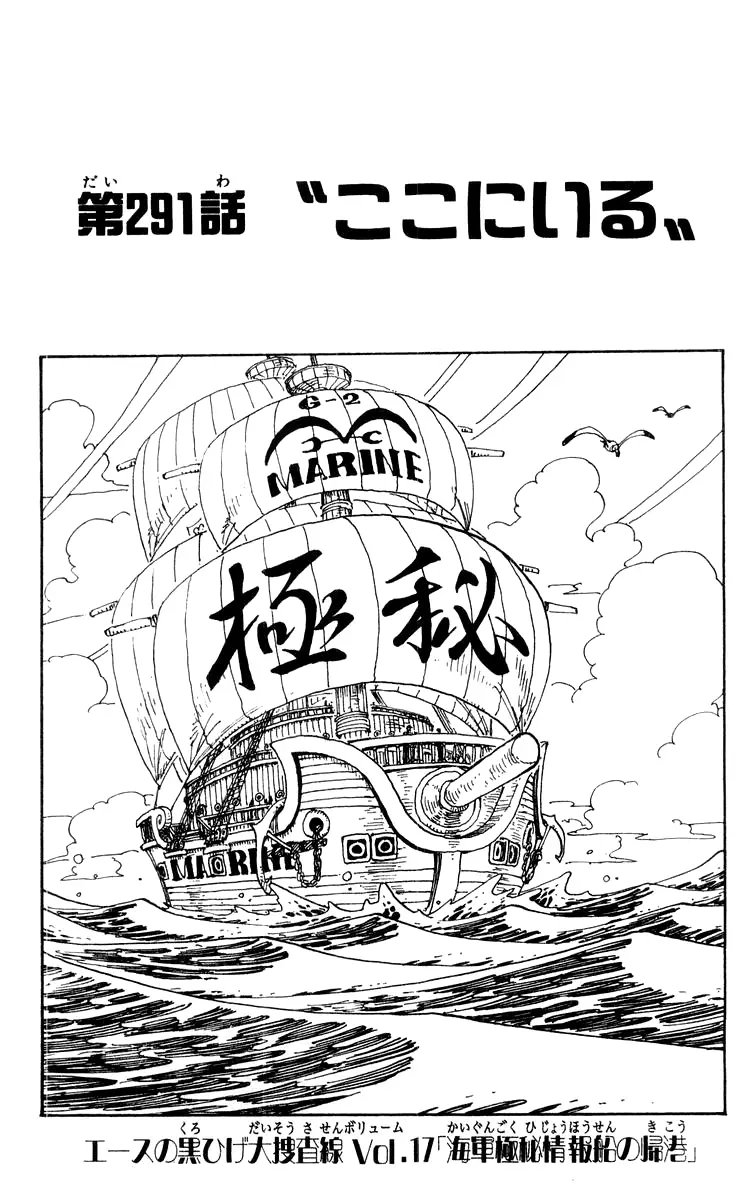 だいわ
第291話 〝ここにいる〟
G-2
MARINE
極秘
MARINE
くろ だいそうさせんボリューム かいぐんごくひじょうほうせん きこう
エースの黒ひげ大捜査線 Vol.17「海軍極秘情報船の帰港」